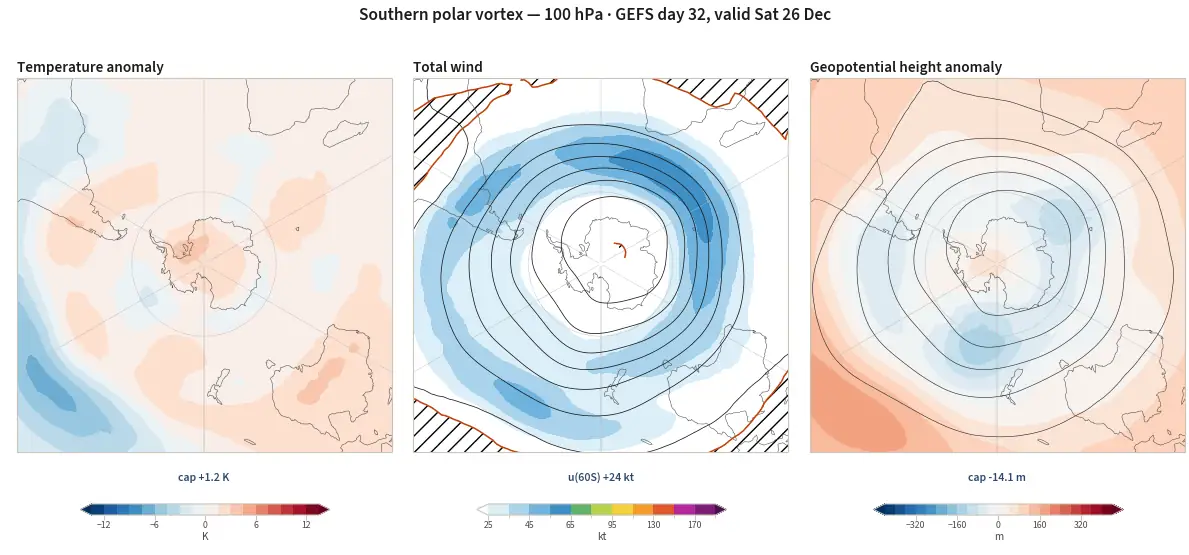 Southern polar vortex — 100 hPa · GEFS day 32, valid Sat 26 Dec
Temperature anomaly
Total wind
Geopotential height anomaly
cap +1.2 K
u(60S) +24 kt
cap -14.1 m
−12 −6 0 6 12
K
25 45 65 95 130 170
kt
−320 −160 0 160 320
m